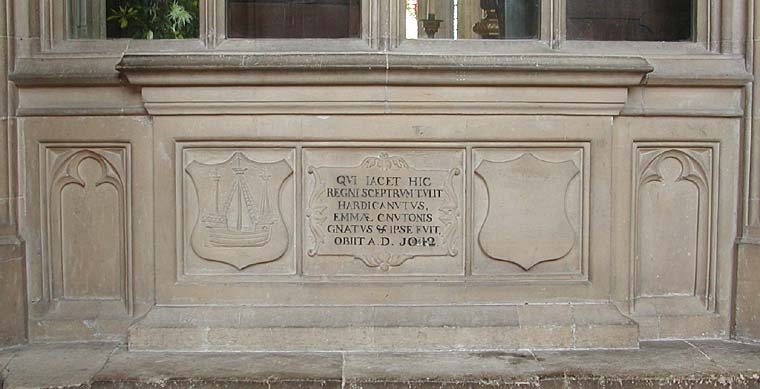 QVI IACET HIC
REGNI SCEPTRVM TVLIT
HARDICANVTVS,
EMMÆ CNVTONIS
GNATVS & IPSE FVIT,
OBIIT A.D. 1042